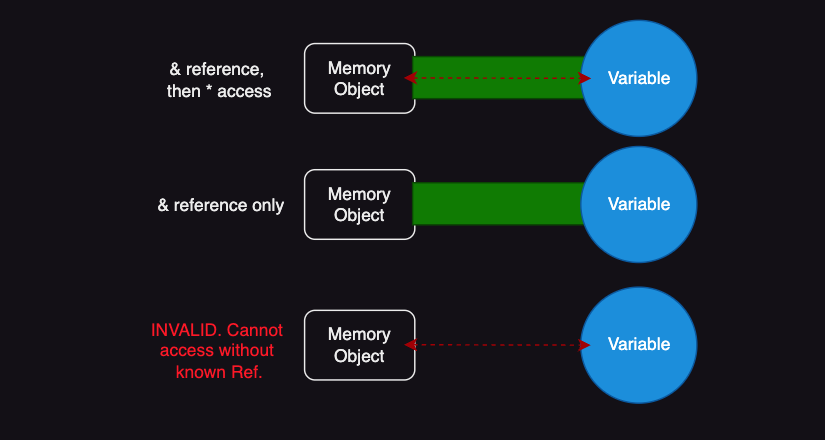 & reference,
then * access
Memory
Object
Variable
& reference only
Memory
Object
Variable
INVALID. Cannot
access without
known Ref.
Memory
Object
Variable